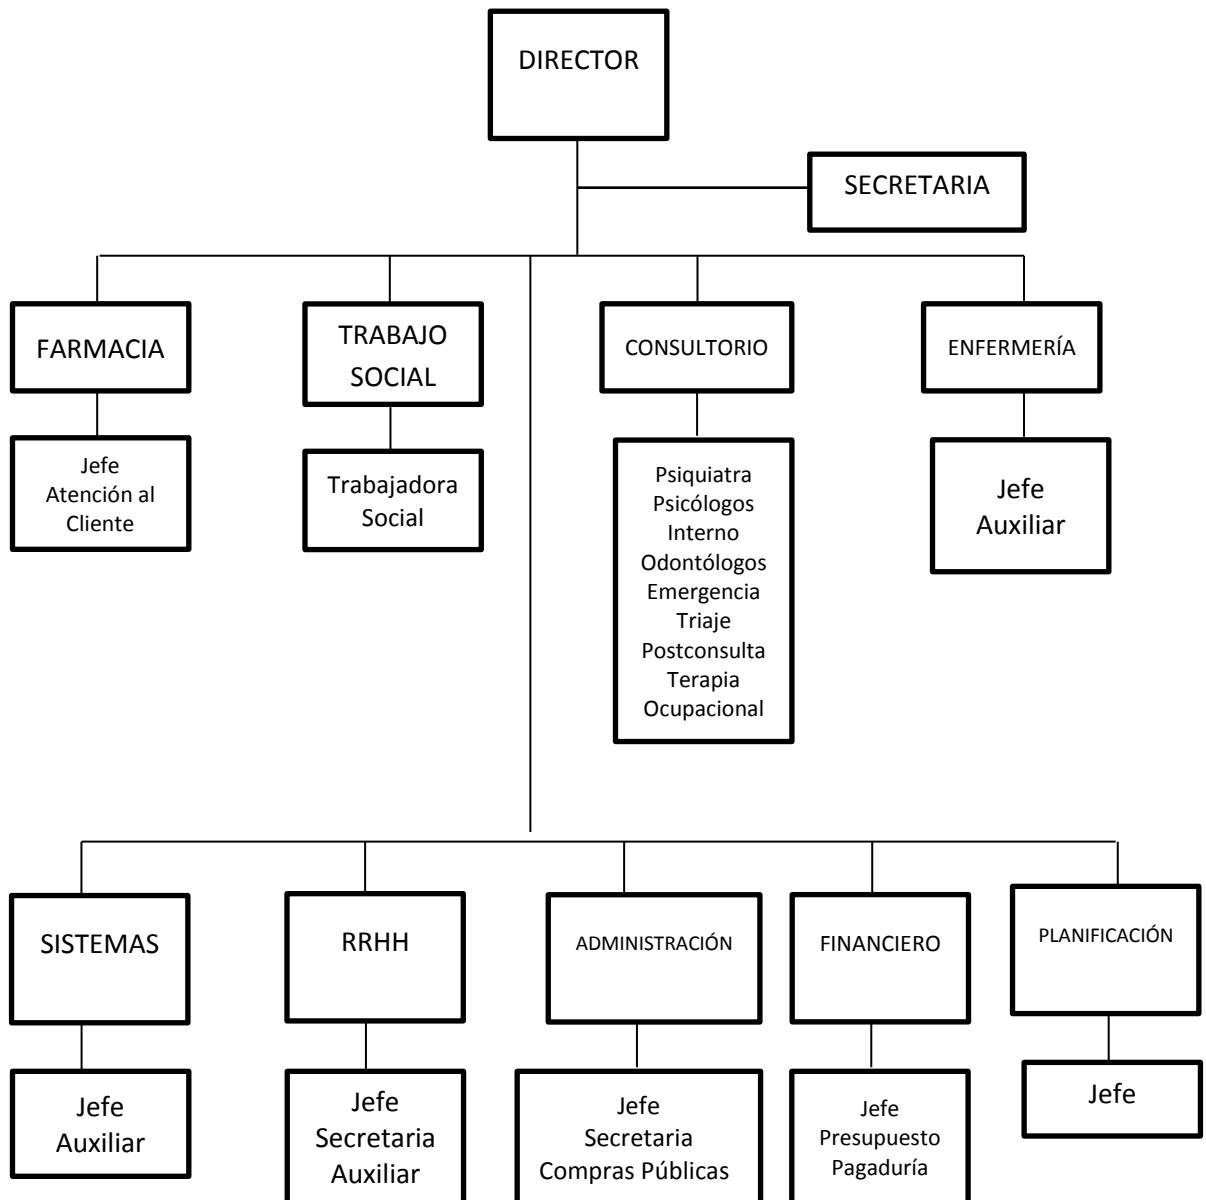 DIRECTOR
SECRETARIA
FARMACIA
TRABAJO
SOCIAL
CONSULTORIO
ENFERMERÍA
Jefe
Atención al
Cliente
Trabajadora
Social
Psiquiatra
Psicólogos
Interno
Odontólogos
Emergencia
Triaje
Postconsulta
Terapia
Ocupacional
Jefe
Auxiliar
SISTEMAS
RRHH
ADMINISTRACIÓN
FINANCIERO
PLANIFICACIÓN
Jefe
Auxiliar
Jefe
Secretaria
Auxiliar
Jefe
Secretaria
Compras Públicas
Jefe
Presupuesto
Pagaduría
Jefe